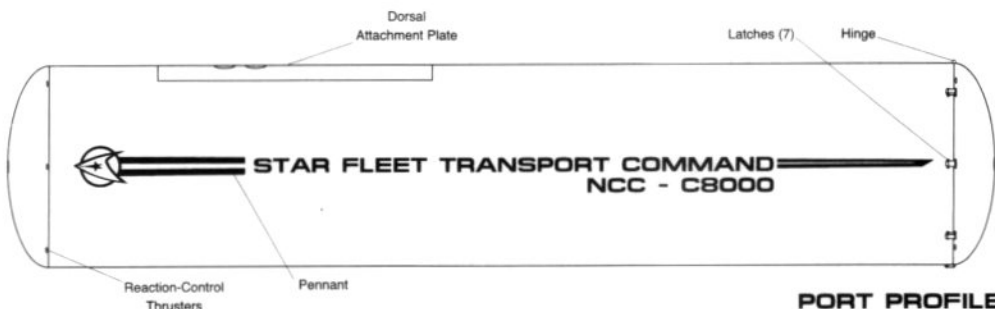 Dorsal
Attachment Plate
Latches (7)
Hinge
STAR FLEET TRANSPORT COMMAND
NCC - C8000
Reaction-Control
Thrusters
Pennant
PORT PROFILE